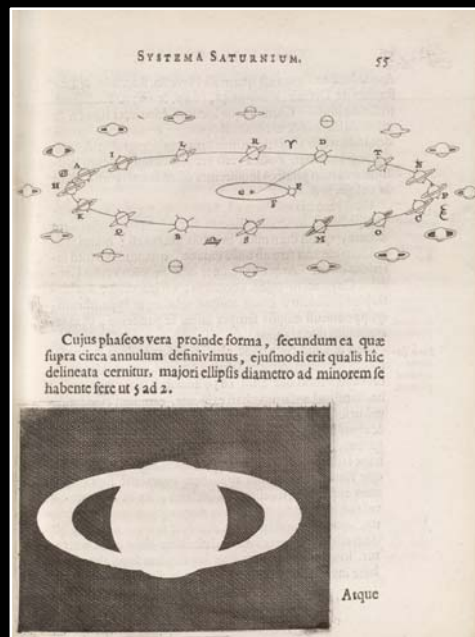 SYSTEMA SATURNIUM. 55
I L R D T N
A H K Q B S M O C P
G E F
Cujus phaseos vera proinde forma, secundum ea quæ
supra circa annulum definivimus, ejusmodi erit qualis hîc
delineata cernitur, majori ellipsis diametro ad minorem se
habente fere ut 5 ad 2.
Atque